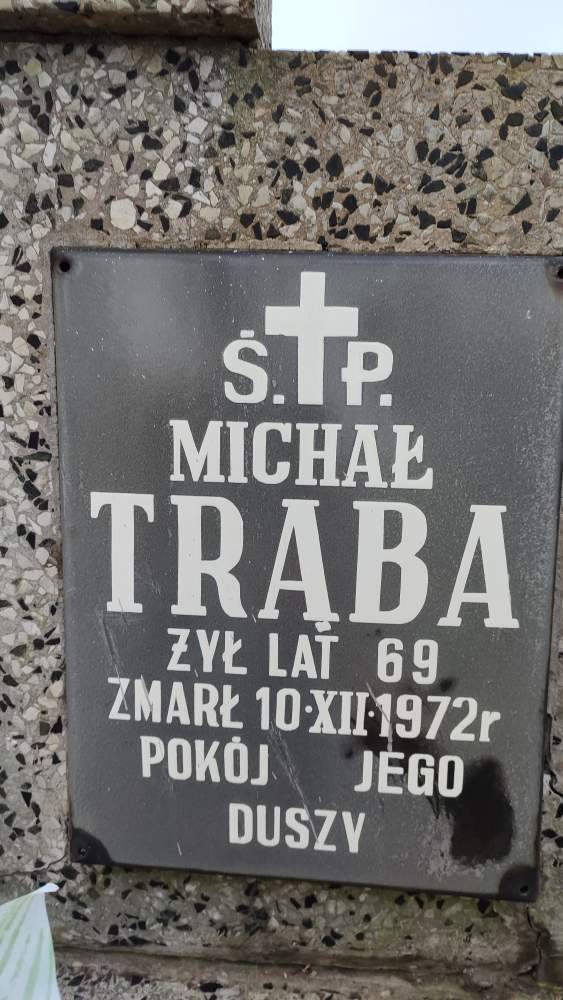 Ś. P.
MICHAŁ
TRĄBA
ŻYŁ LAT 69
ZMARŁ 10·XII·1972r
POKÓJ JEGO
DUSZY